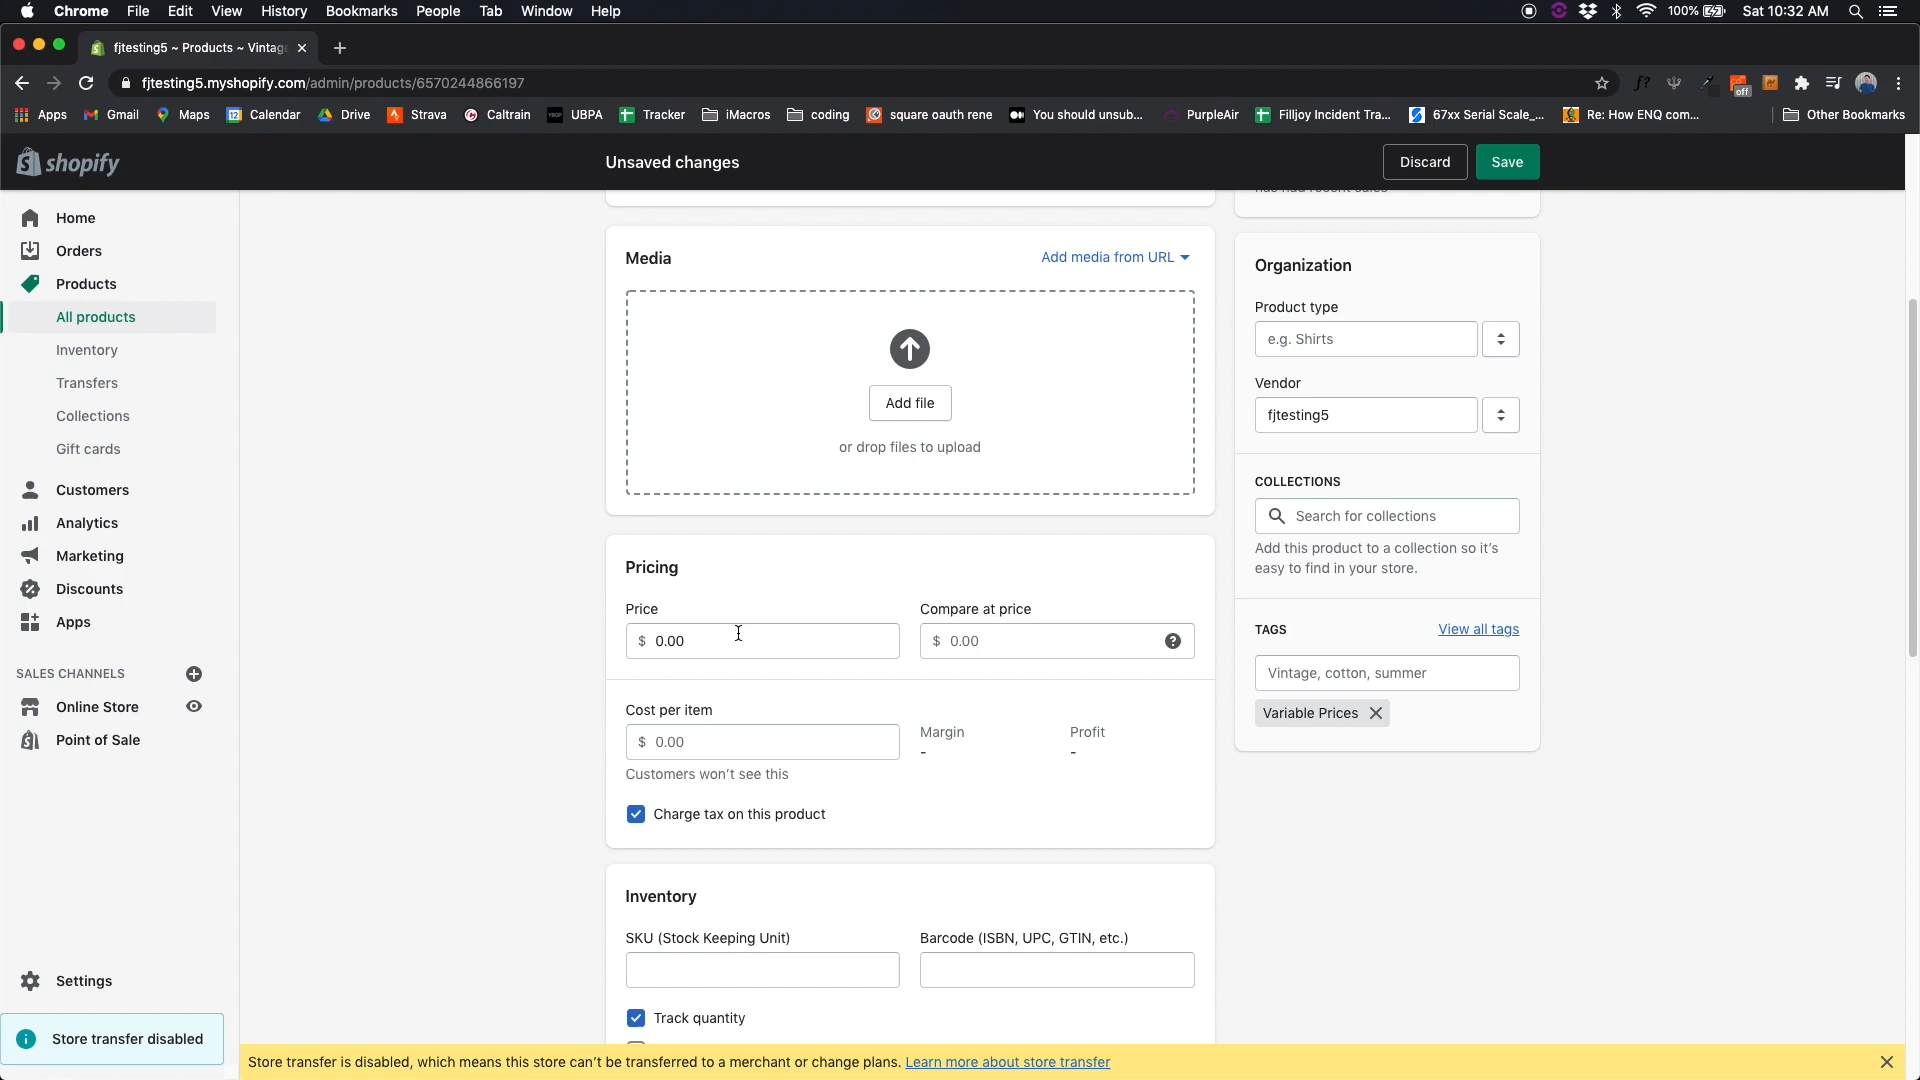 Chrome File Edit View History Bookmarks People Tab Window Help 100% Sat 10:32 AM
fjtesting5 ~ Products ~ Vintag
fjtesting5.myshopify.com/admin/products/6570244866197
off
Apps Gmail Maps Calendar Drive Strava Caltrain UBPA Tracker iMacros coding square oauth rene You should unsub... PurpleAir Filljoy Incident Tra... 67xx Serial Scale_... Re: How ENQ com... Other Bookmarks
shopify Unsaved changes Discard Save
Home
Orders
Products
All products
Inventory
Transfers
Collections
Gift cards
Customers
Analytics
Marketing
Discounts
Apps
SALES CHANNELS
Online Store
Point of Sale
Settings
Store transfer disabled
Media Add media from URL
Add file
or drop files to upload
Pricing
Price Compare at price
$ 0.00 $ 0.00
Cost per item
$ 0.00
Margin Profit
- -
Customers won't see this
Charge tax on this product
Inventory
SKU (Stock Keeping Unit) Barcode (ISBN, UPC, GTIN, etc.)
Track quantity
Organization
Product type
e.g. Shirts
Vendor
fjtesting5
COLLECTIONS
Search for collections
Add this product to a collection so it's
easy to find in your store.
TAGS View all tags
Vintage, cotton, summer
Variable Prices
Store transfer is disabled, which means this store can't be transferred to a merchant or change plans. Learn more about store transfer